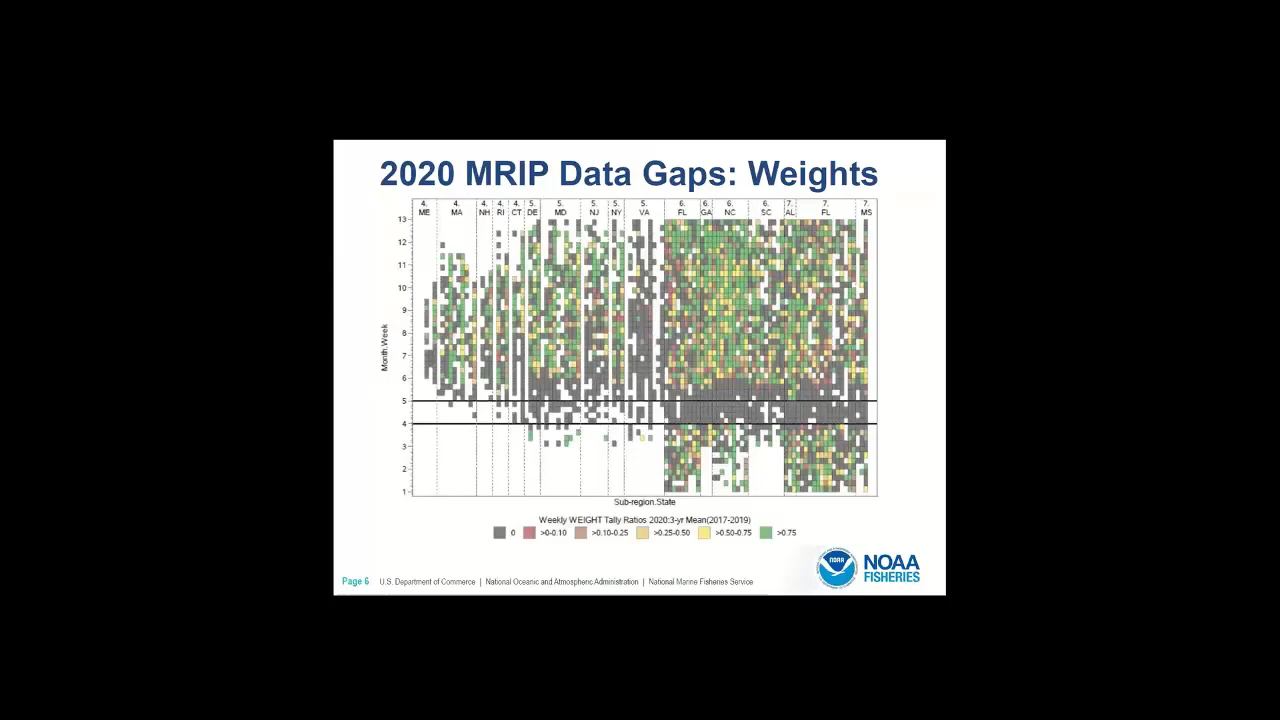 2020 MRIP Data Gaps: Weights
4. 4. 4. 4. 4. 5. 5. 5. 5. 5. 6. 6. 6. 6. 7. 7. 7.
ME MA NH RI CT DE MD NJ NY VA FL GA NC SC AL FL MS
13
12
11
10
9
8
7
6
5
4
3
2
1
Month.Week
Sub-region.State
Weekly WEIGHT Tally Ratios 2020:3-yr Mean(2017-2019)
0 >0-0.10 >0.10-0.25 >0.25-0.50 >0.50-0.75 >0.75
NOAA
NOAA
FISHERIES
Page 6 U.S. Department of Commerce | National Oceanic and Atmospheric Administration | National Marine Fisheries Service